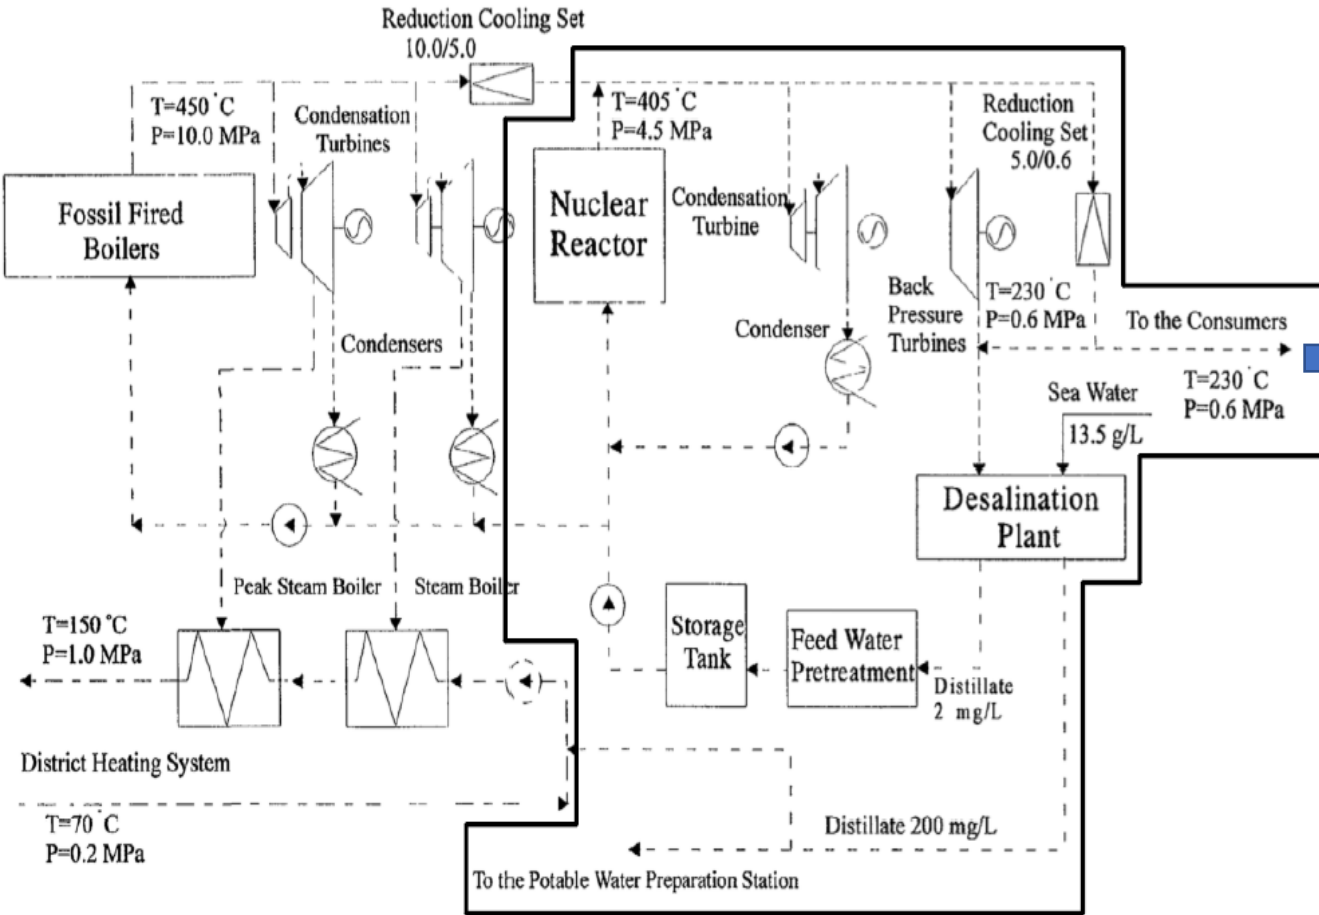 Reduction Cooling Set
10.0/5.0
T=450°C
P=10.0 MPa
Condensation
Turbines
T=405°C
P=4.5 MPa
Reduction
Cooling Set
5.0/0.6
Fossil Fired
Boilers
Nuclear
Reactor
Condensation
Turbine
Back
Pressure
Turbines
T=230°C
P=0.6 MPa
To the Consumers
T=230°C
P=0.6 MPa
Condensers
Condenser
Sea Water
13.5 g/L
Desalination
Plant
Peak Steam Boiler
Steam Boiler
T=150°C
P=1.0 MPa
Storage
Tank
Feed Water
Pretreatment
Distillate
2 mg/L
District Heating System
T=70°C
P=0.2 MPa
Distillate 200 mg/L
To the Potable Water Preparation Station